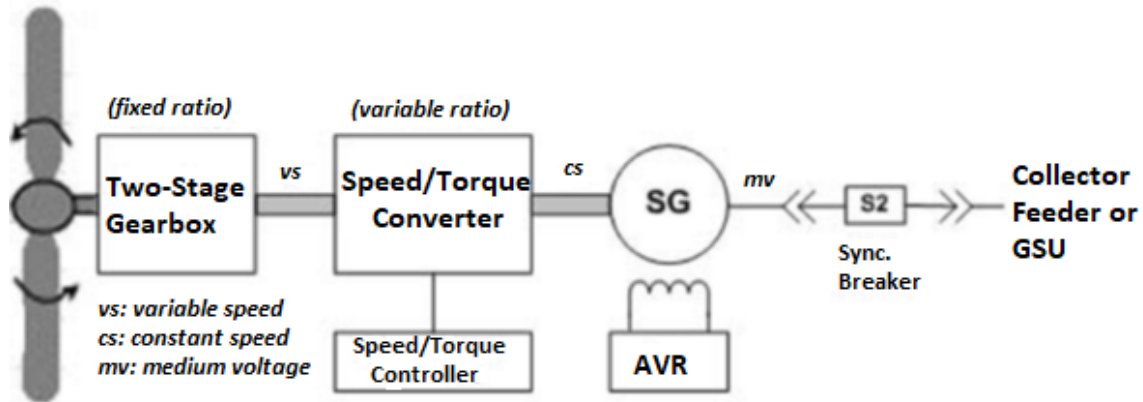 (fixed ratio)
(variable ratio)
Two-Stage
Gearbox
vs
Speed/Torque
Converter
cs
SG
mv
S2
Sync.
Breaker
Collector
Feeder or
GSU
vs: variable speed
cs: constant speed
mv: medium voltage
Speed/Torque
Controller
AVR